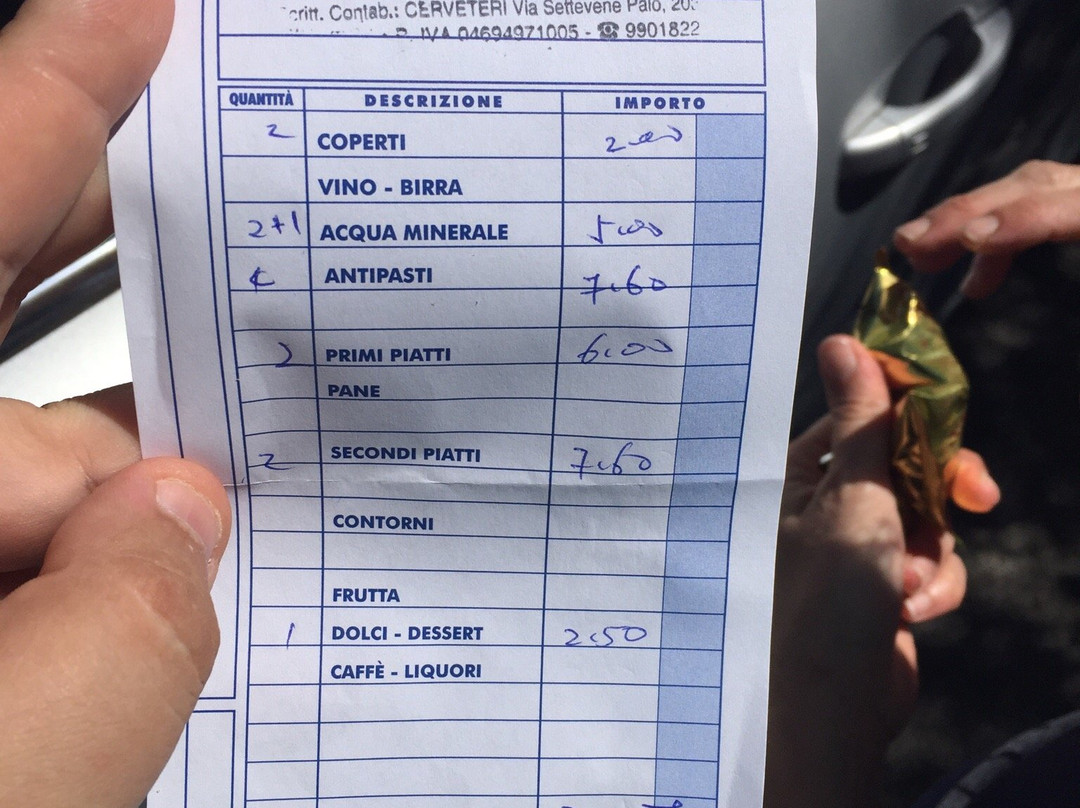 Contab.: CERVETERI Via Settevene Palo,
P. IVA 04694971005 - ☎ 9901822
QUANTITÀ DESCRIZIONE IMPORTO
2 COPERTI 2.00
VINO - BIRRA
2+1 ACQUA MINERALE 5.00
ANTIPASTI 7.60
2 PRIMI PIATTI 6.00
PANE
2 SECONDI PIATTI 7.60
CONTORNI
FRUTTA
1 DOLCI - DESSERT 2.50
CAFFÈ - LIQUORI